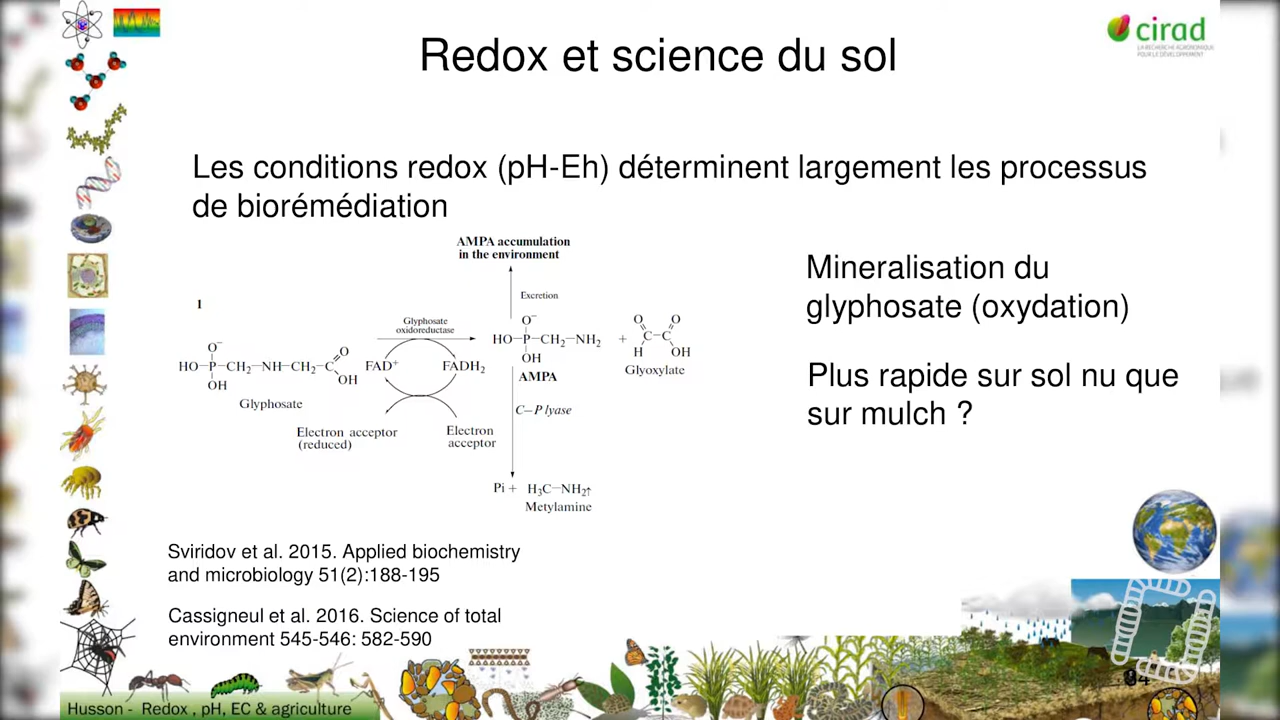 cirad
LA RECHERCHE AGRONOMIQUE
POUR LE DÉVELOPPEMENT
Redox et science du sol
Les conditions redox (pH-Eh) déterminent largement les processus
de biorémédiation
AMPA accumulation
in the environment
Excretion
I
Glyphosate
oxidoreductase
O⁻
HO–P–CH₂–NH–CH₂–C
O
OH
OH
Glyphosate
FAD⁺
FADH₂
Electron acceptor
(reduced)
Electron
acceptor
O⁻
HO–P–CH₂–NH₂
OH
AMPA
+
O O
C–C
H OH
Glyoxylate
C–P lyase
Pi + H₃C–NH₂↑
Metylamine
Mineralisation du
glyphosate (oxydation)
Plus rapide sur sol nu que
sur mulch ?
Sviridov et al. 2015. Applied biochemistry
and microbiology 51(2):188-195
Cassigneul et al. 2016. Science of total
environment 545-546: 582-590
Husson - Redox , pH, EC & agriculture